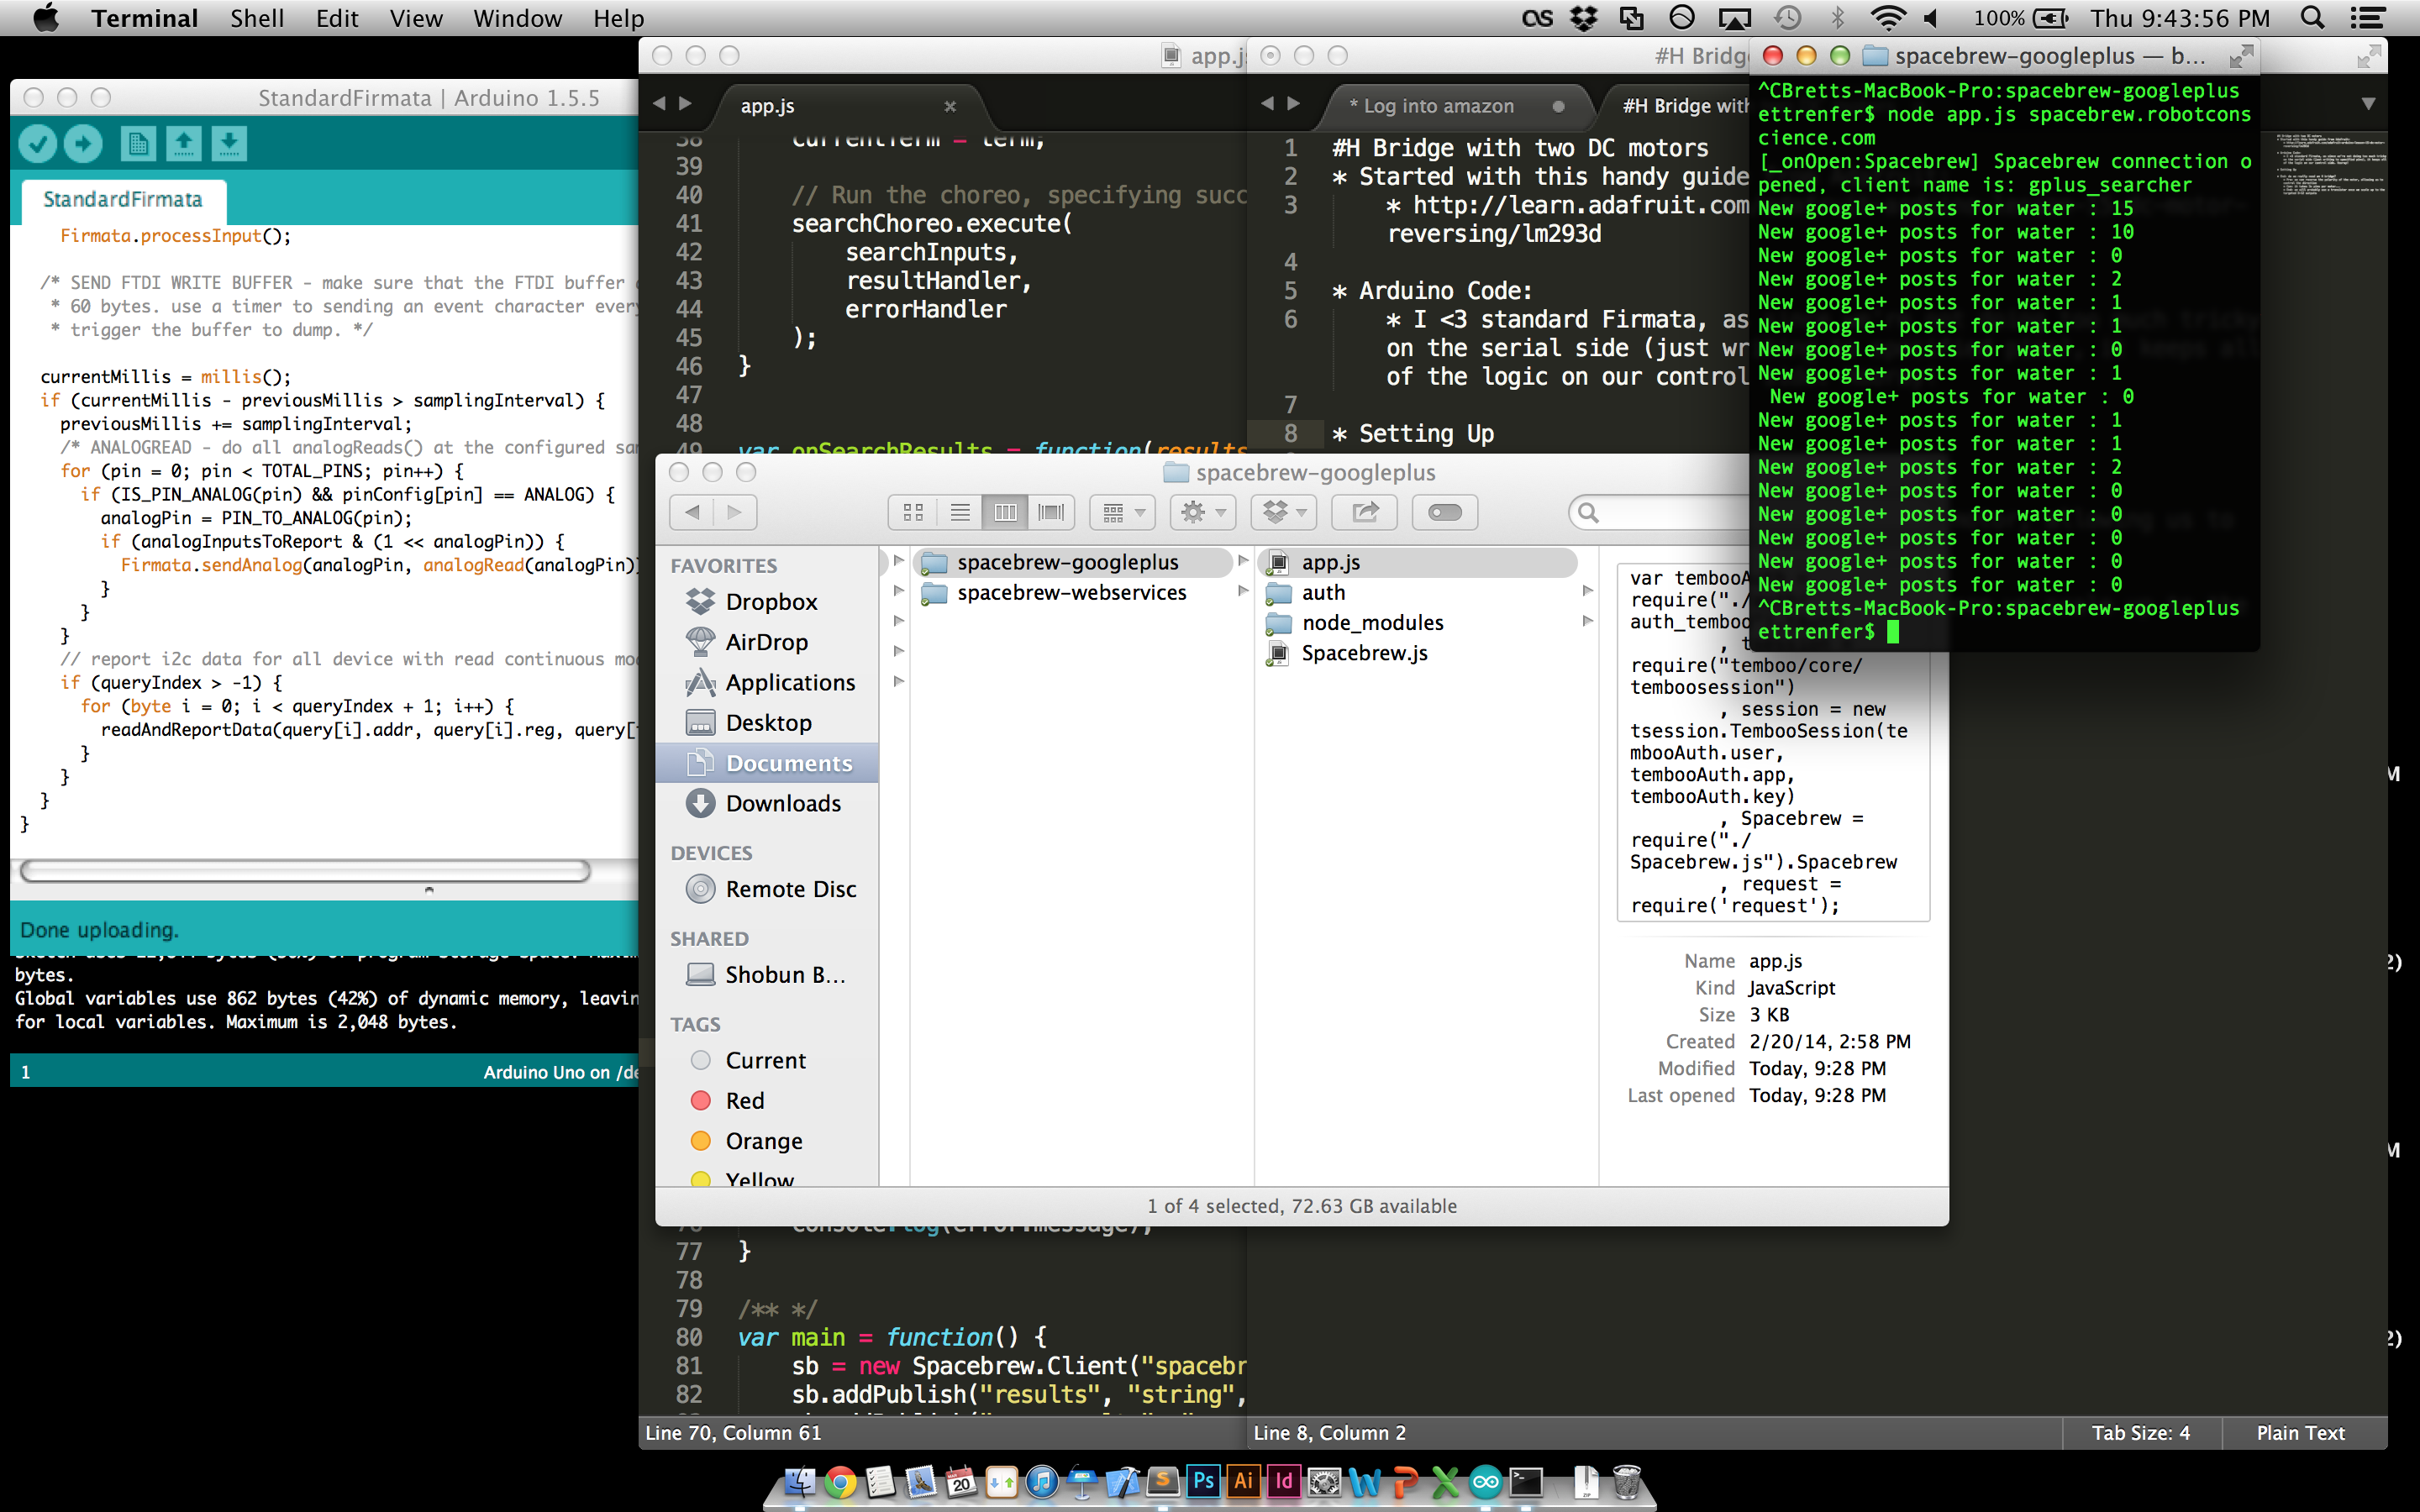 Terminal Shell Edit View Window Help
100% Thu 9:43:56 PM
StandardFirmata | Arduino 1.5.5
StandardFirmata
Firmata.processInput();
/* SEND FTDI WRITE BUFFER - make sure that the FTDI buffer
* 60 bytes. use a timer to sending an event character every
* trigger the buffer to dump. */
currentMillis = millis();
if (currentMillis - previousMillis > samplingInterval) {
previousMillis += samplingInterval;
/* ANALOGREAD - do all analogReads() at the configured
for (pin = 0; pin < TOTAL_PINS; pin++) {
if (IS_PIN_ANALOG(pin) && pinConfig[pin] == ANALOG) {
analogPin = PIN_TO_ANALOG(pin);
if (analogInputsToReport & (1 << analogPin)) {
Firmata.sendAnalog(analogPin, analogRead(analogPin)
}
}
}
// report i2c data for all device with read continuous
if (queryIndex > -1) {
for (byte i = 0; i < queryIndex + 1; i++) {
readAndReportData(query[i].addr, query[i].reg, query[
}
}
}
}
Done uploading.
bytes.
Global variables use 862 bytes (42%) of dynamic memory,
for local variables. Maximum is 2,048 bytes.
1 Arduino Uno on
app.js
app.js
38 currentTerm = term;
39
40 // Run the choreo, specifying
41 searchChoreo.execute(
42 searchInputs,
43 resultHandler,
44 errorHandler
45 );
46 }
47
48
49 var onSearchResults = function(results
76 console.log(error.message);
77 }
78
79 /** */
80 var main = function() {
81 sb = new Spacebrew.Client("
82 sb.addPublish("results", "string",
Line 70, Column 61
#H
* Log into amazon
#H Bridge with
1 #H Bridge with two DC motors
2 * Started with this handy guide
3 * http://learn.adafruit.com
reversing/lm293d
4
5 * Arduino Code:
6 * I <3 standard Firmata, as
on the serial side (just
of the logic on our control
7
8 * Setting Up
Line 8, Column 2 Tab Size: 4 Plain Text
spacebrew-googleplus — b...
^CBretts-MacBook-Pro:spacebrew-googleplus
ettrenfer$ node app.js spacebrew.robotcons
cience.com
[_onOpen:Spacebrew] Spacebrew connection o
pened, client name is: gplus_searcher
New google+ posts for water : 15
New google+ posts for water : 10
New google+ posts for water : 0
New google+ posts for water : 2
New google+ posts for water : 1
New google+ posts for water : 1
New google+ posts for water : 0
New google+ posts for water : 1
New google+ posts for water : 0
New google+ posts for water : 1
New google+ posts for water : 1
New google+ posts for water : 2
New google+ posts for water : 0
New google+ posts for water : 0
New google+ posts for water : 0
New google+ posts for water : 0
New google+ posts for water : 0
^CBretts-MacBook-Pro:spacebrew-googleplus
ettrenfer$
spacebrew-googleplus
FAVORITES
Dropbox
AirDrop
Applications
Desktop
Documents
Downloads
DEVICES
Remote Disc
SHARED
Shobun B...
TAGS
Current
Red
Orange
Yellow
spacebrew-googleplus
spacebrew-webservices
app.js
auth
node_modules
Spacebrew.js
var
require("./
, 
require("temboo/core/
temboosession")
, session = new
tsession.TembooSession(te
mbooAuth.user,
tembooAuth.app,
tembooAuth.key)
, Spacebrew =
require("./
Spacebrew.js").Spacebrew
, request =
require('request');
Name app.js
Kind JavaScript
Size 3 KB
Created 2/20/14, 2:58 PM
Modified Today, 9:28 PM
Last opened Today, 9:28 PM
1 of 4 selected, 72.63 GB available
20
S
Ps
Ai
Id
ZIP